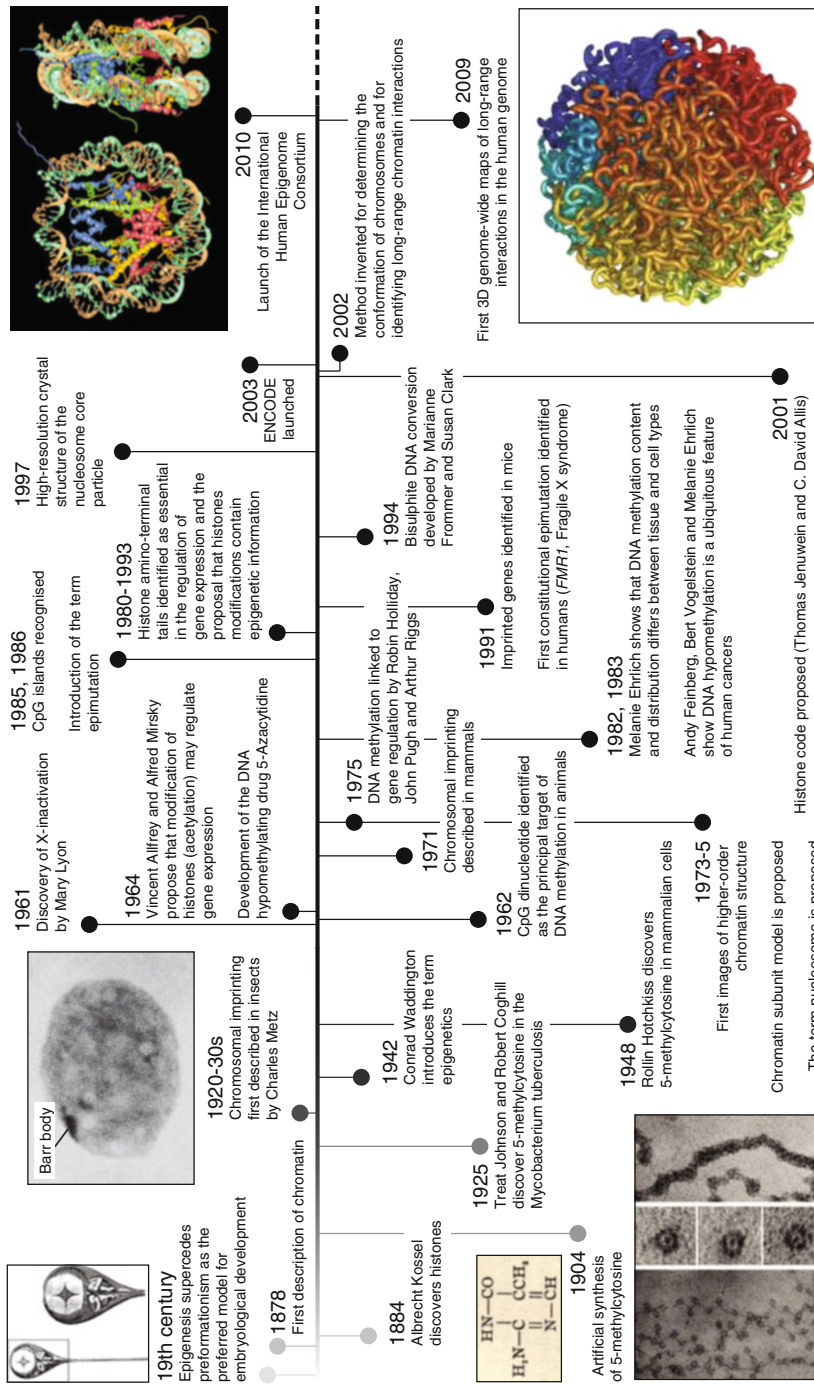 19th century
Epigenesis supercedes
preformationism as the
preferred model for
embryological development
1878
First description of chromatin
Barr body
1920-30s
Chromosomal imprinting
first described in insects
by Charles Metz
1961
Discovery of X-inactivation
by Mary Lyon
1964
Vincent Allfrey and Alfred Mirsky
propose that modification of
histones (acetylation) may regulate
gene expression
Development of the DNA
hypomethylating drug 5-Azacytidine
1985, 1986
CpG islands recognised
Introduction of the term
epimutation
1980-1993
Histone amino-terminal
tails identified as essential
in the regulation of
gene expression and the
proposal that histones
modifications contain
epigenetic information
1997
High-resolution crystal
structure of the
nucleosome core
particle
2003
ENCODE
launched
2010
Launch of the International
Human Epigenome
Consortium
1884
Albrecht Kossel
discovers histones
HN—CO
H₂N—C CCH₃
N—CH
1904
Artificial synthesis
of 5-methylcytosine
1925
Treat Johnson and Robert Coghill
discover 5-methylcytosine in the
Mycobacterium tuberculosis
1942
Conrad Waddington
introduces the term
epigenetics
1948
Rollin Hotchkiss discovers
5-methylcytosine in mammalian cells
1962
CpG dinucleotide identified
as the principal target of
DNA methylation in animals
1971
Chromosomal imprinting
described in mammals
1973-5
First images of higher-order
chromatin structure
Chromatin subunit model is proposed
The term nucleosome is proposed
1975
DNA methylation linked to
gene regulation by Robin Holliday,
John Pugh and Arthur Riggs
1982, 1983
Melanie Ehrlich shows that DNA methylation content
and distribution differs between tissue and cell types
Andy Feinberg, Bert Vogelstein and Melanie Ehrlich
show DNA hypomethylation is a ubiquitous feature
of human cancers
1991
Imprinted genes identified in mice
First constitutional epimutation identified
in humans (FMR1, Fragile X syndrome)
1994
Bisulphite DNA conversion
developed by Marianne
Frommer and Susan Clark
2001
Histone code proposed (Thomas Jenuwein and C. David Allis)
2002
Method invented for determining the
conformation of chromosomes and for
identifying long-range chromatin interactions
2009
First 3D genome-wide maps of long-range
interactions in the human genome